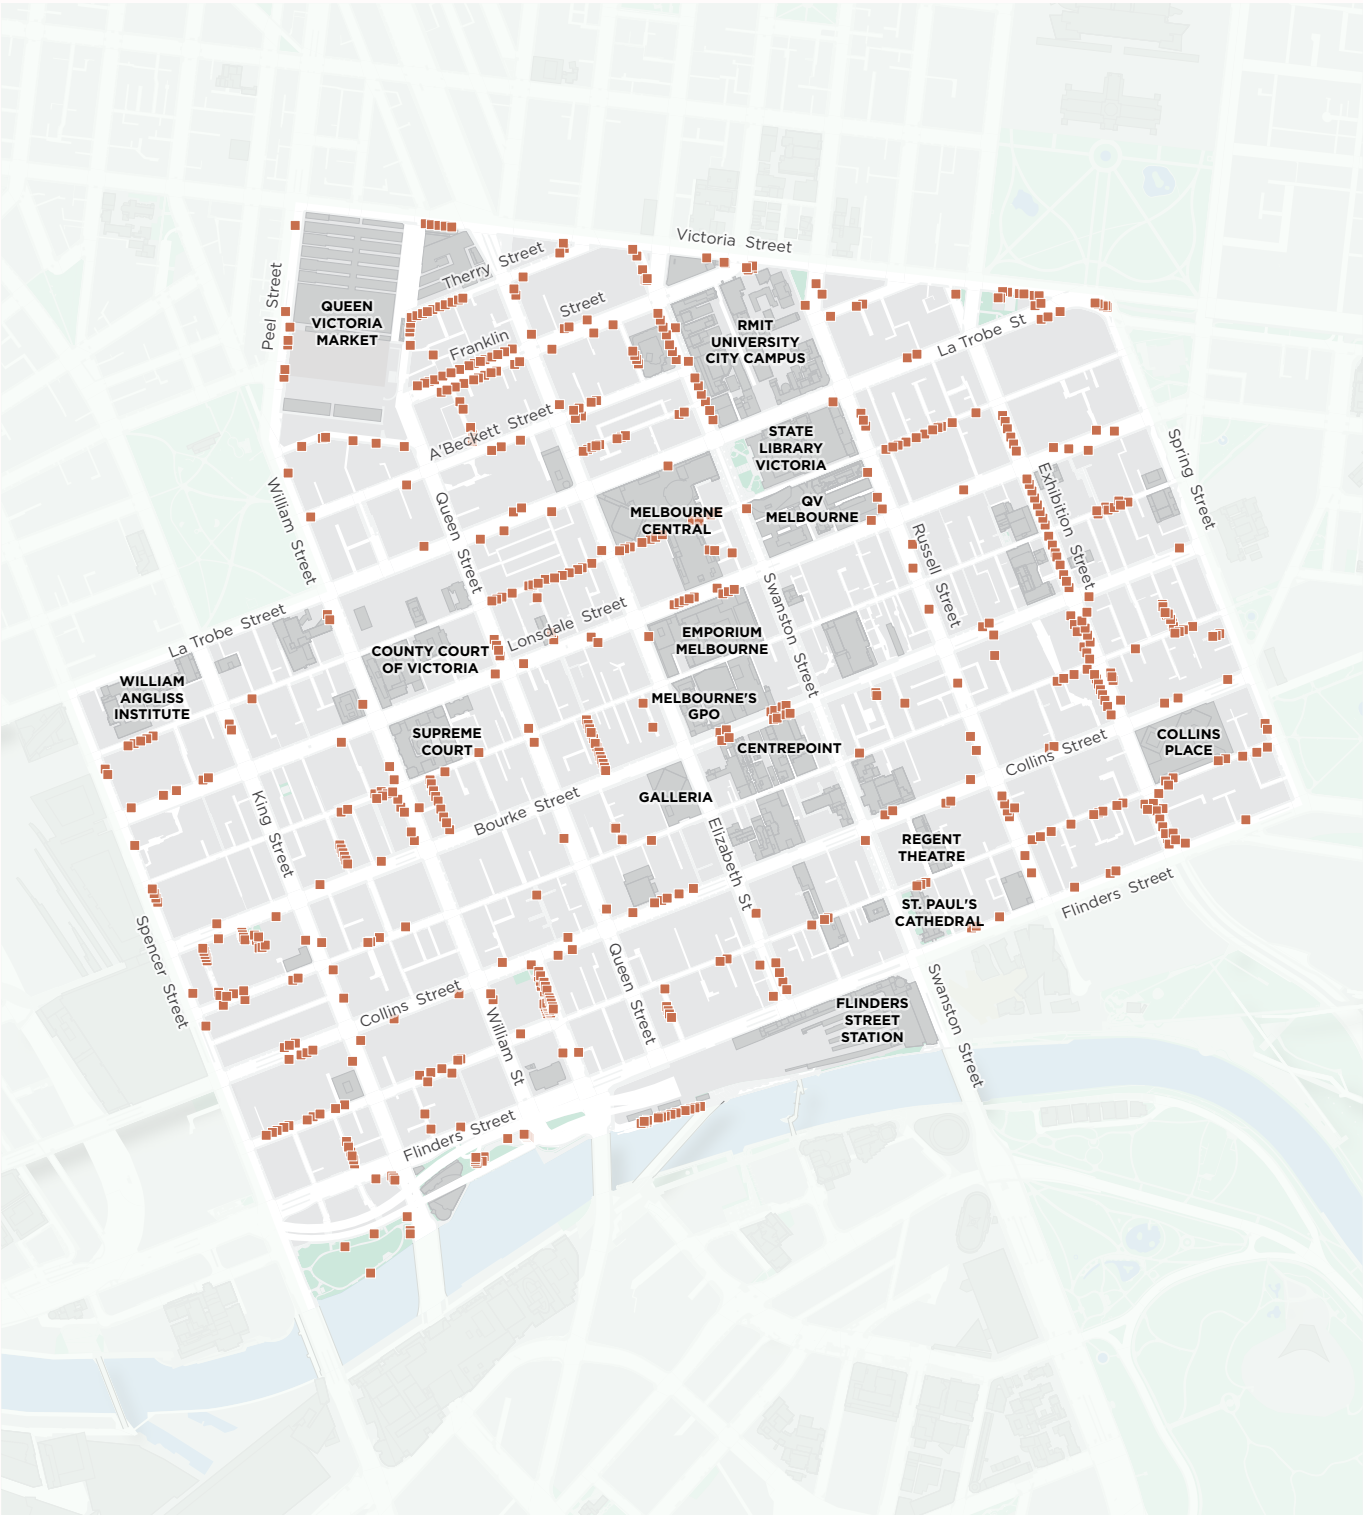 Victoria Street
Therry Street
Peel Street
QUEEN
VICTORIA
MARKET
Franklin Street
RMIT
UNIVERSITY
CITY CAMPUS
La Trobe St
A'Beckett Street
STATE
LIBRARY
VICTORIA
Spring Street
William Street
Queen Street
MELBOURNE
CENTRAL
QV
MELBOURNE
Exhibition Street
Russell Street
La Trobe Street
Lonsdale Street
Swanston Street
COUNTY COURT
OF VICTORIA
EMPORIUM
MELBOURNE
WILLIAM
ANGLISS
INSTITUTE
MELBOURNE'S
GPO
SUPREME
COURT
CENTREPOINT
COLLINS
PLACE
Collins Street
King Street
Bourke Street
GALLERIA
Elizabeth St
REGENT
THEATRE
ST. PAUL'S
CATHEDRAL
Flinders Street
Spencer Street
Collins Street
William St
Queen Street
FLINDERS
STREET
STATION
Swanston Street
Flinders Street